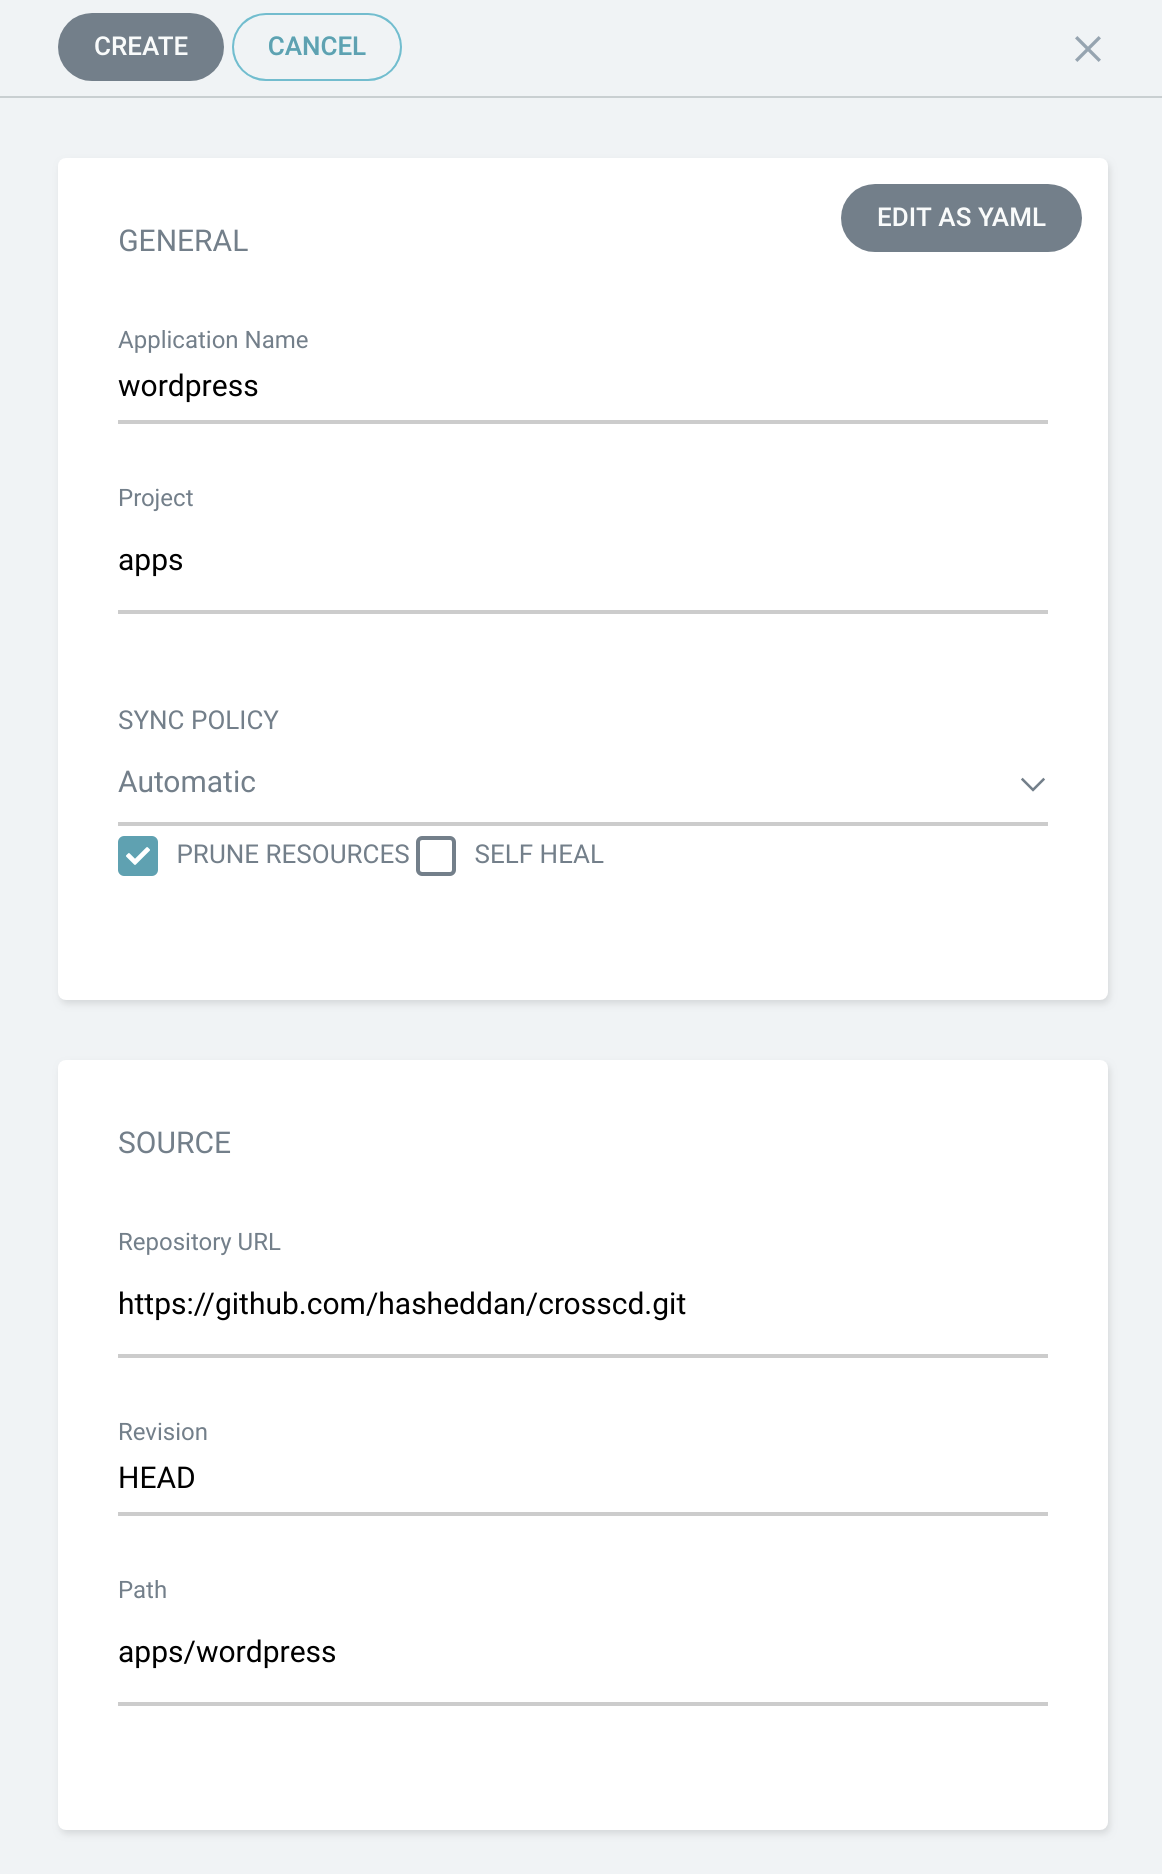 CREATE CANCEL
GENERAL
EDIT AS YAML
Application Name
wordpress
Project
apps
SYNC POLICY
Automatic
PRUNE RESOURCES SELF HEAL
SOURCE
Repository URL
https://github.com/hasheddan/crosscd.git
Revision
HEAD
Path
apps/wordpress